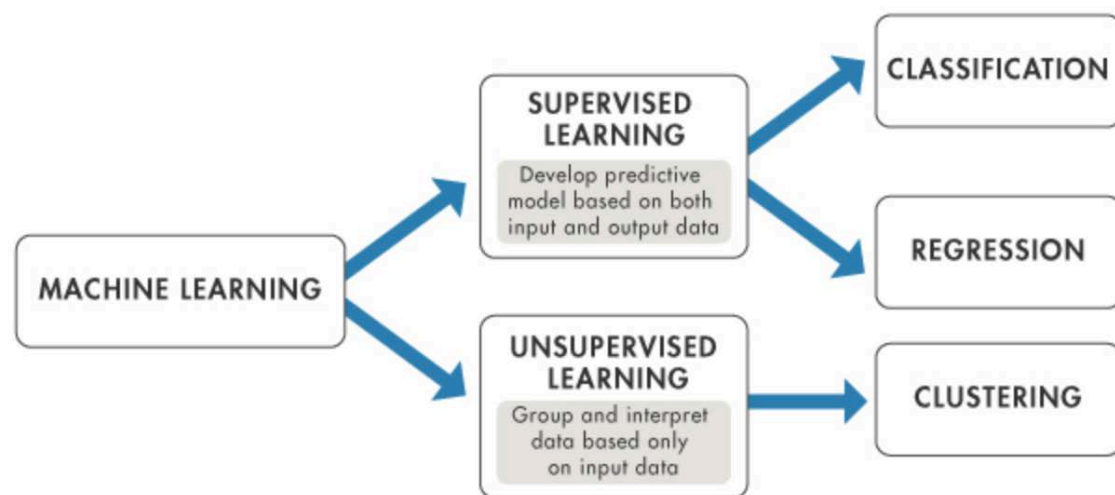 MACHINE LEARNING
SUPERVISED
LEARNING
Develop predictive
model based on both
input and output data
UNSUPERVISED
LEARNING
Group and interpret
data based only
on input data
CLASSIFICATION
REGRESSION
CLUSTERING